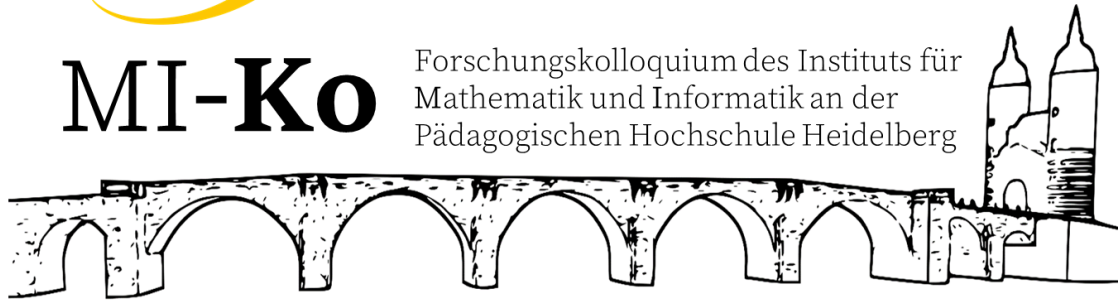 MI-Ko
Forschungskolloquium des Instituts für
Mathematik und Informatik an der
Pädagogischen Hochschule Heidelberg